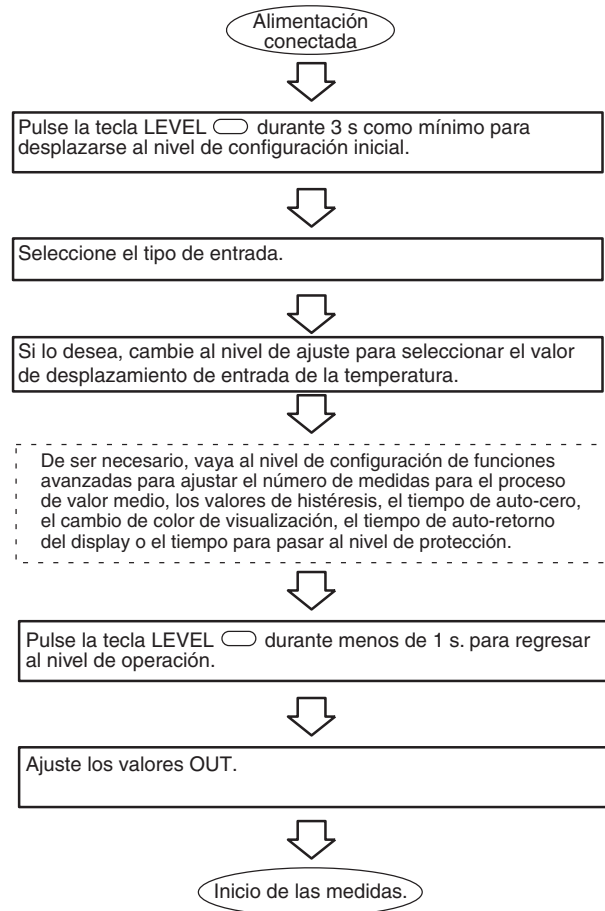 Alimentación
conectada
Pulse la tecla LEVEL durante 3 s como mínimo para
desplazarse al nivel de configuración inicial.
Seleccione el tipo de entrada.
Si lo desea, cambie al nivel de ajuste para seleccionar el valor
de desplazamiento de entrada de la temperatura.
De ser necesario, vaya al nivel de configuración de funciones
avanzadas para ajustar el número de medidas para el proceso
de valor medio, los valores de histéresis, el tiempo de auto-cero,
el cambio de color de visualización, el tiempo de auto-retorno
del display o el tiempo para pasar al nivel de protección.
Pulse la tecla LEVEL durante menos de 1 s. para regresar
al nivel de operación.
Ajuste los valores OUT.
Inicio de las medidas.